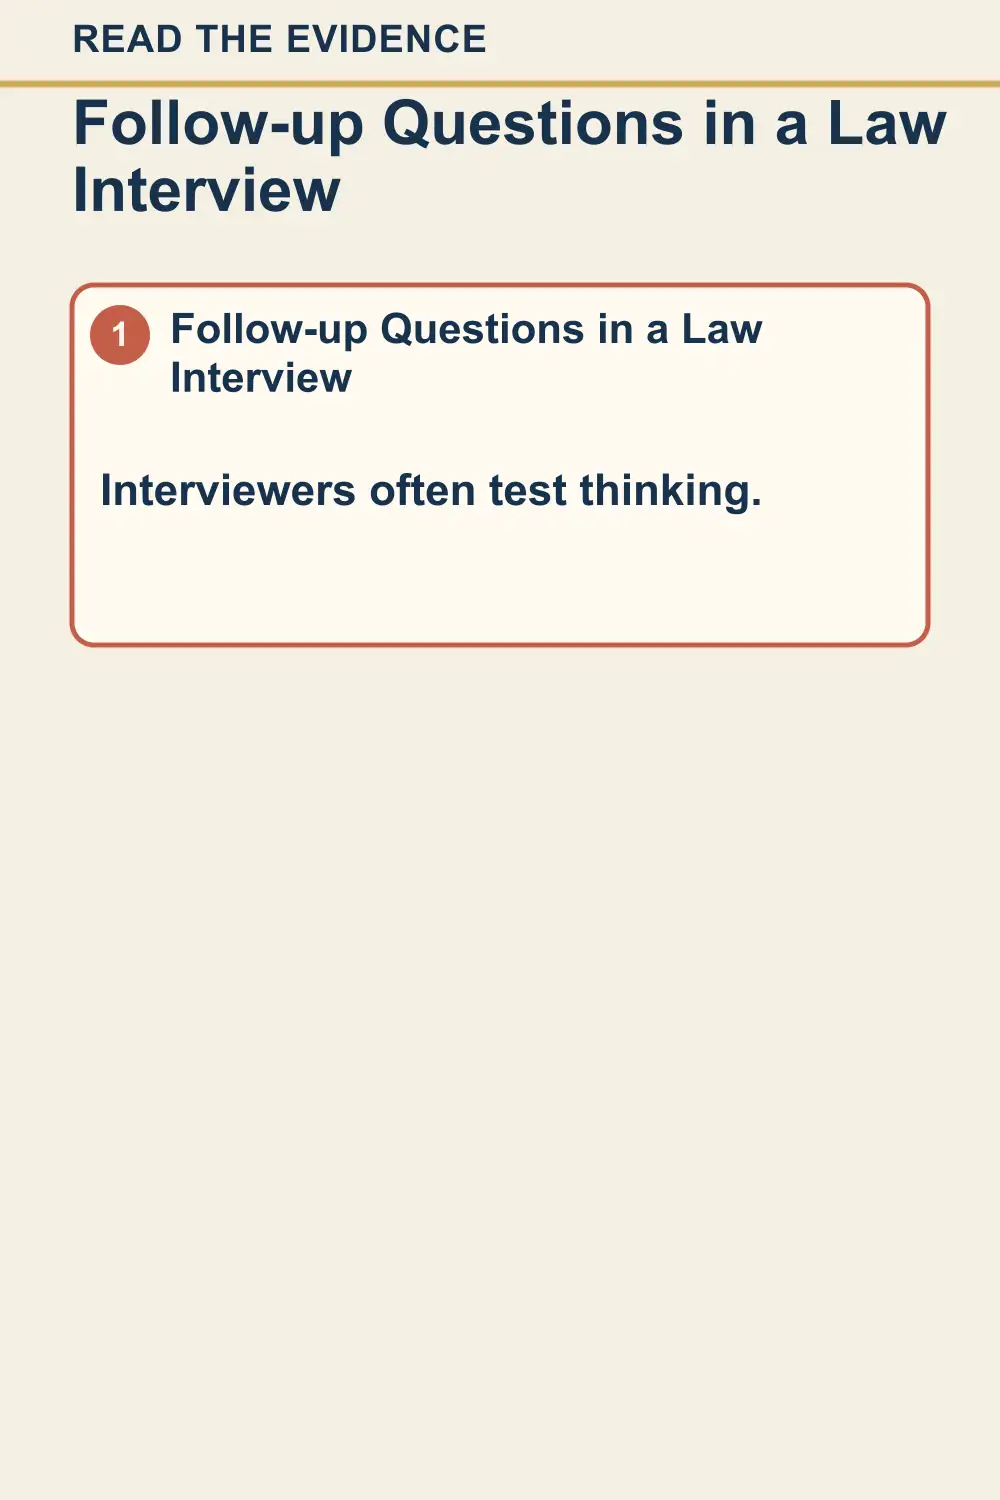 READ THE EVIDENCE
Follow-up Questions in a Law
Interview
1
Follow-up Questions in a Law
Interview
Interviewers often test thinking.